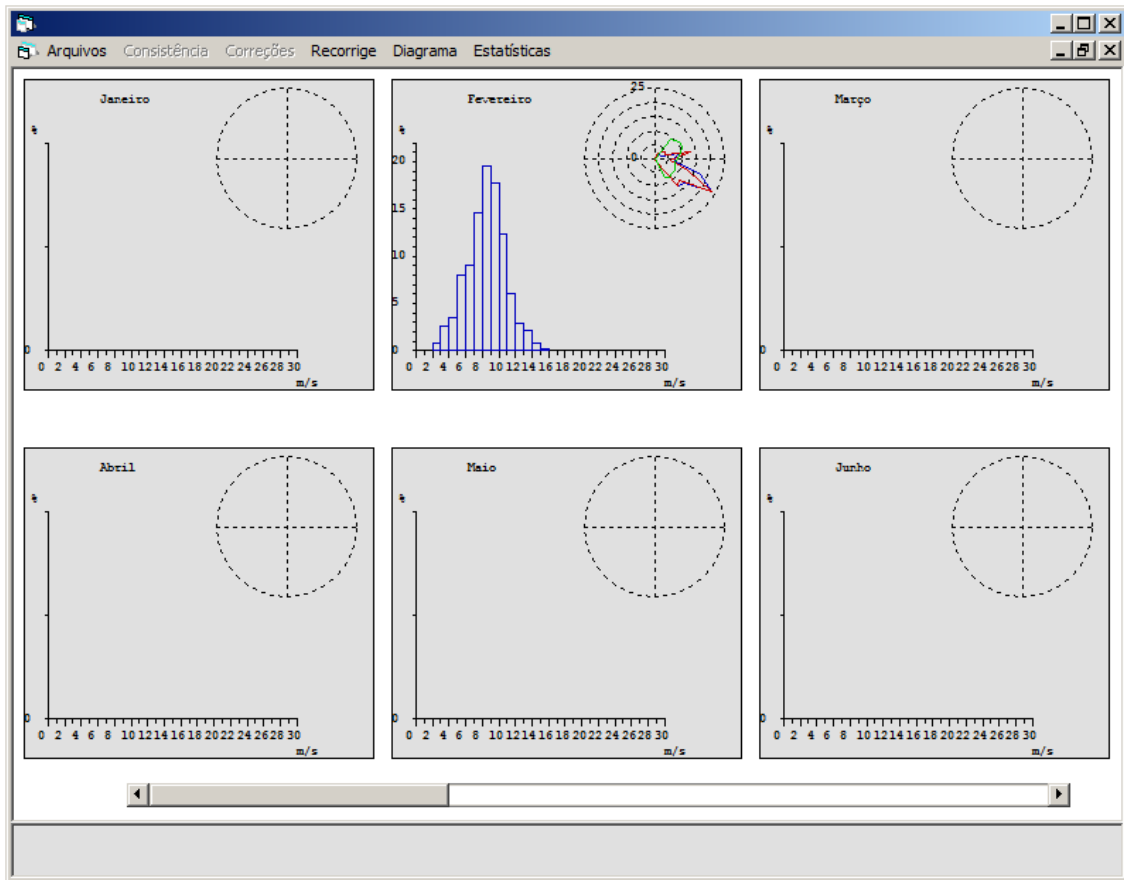 Arquivos Consistência Correções Recorrige Diagrama Estatísticas
Janeiro
%
0
0 2 4 6 8 10 12 14 16 18 20 22 24 26 28 30
m/s
Fevereiro
25
0
%
20
15
10
5
0
0 2 4 6 8 10 12 14 16 18 20 22 24 26 28 30
m/s
Março
%
0
0 2 4 6 8 10 12 14 16 18 20 22 24 26 28 30
m/s
Abril
%
0
0 2 4 6 8 10 12 14 16 18 20 22 24 26 28 30
m/s
Maio
%
0
0 2 4 6 8 10 12 14 16 18 20 22 24 26 28 30
m/s
Junho
%
0
0 2 4 6 8 10 12 14 16 18 20 22 24 26 28 30
m/s